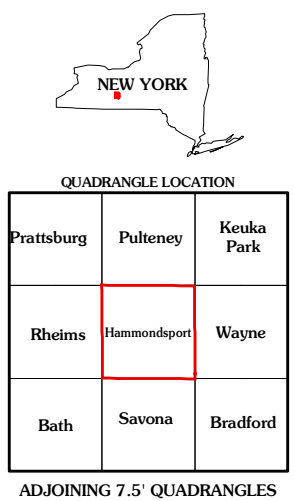 NEW YORK
QUADRANGLE LOCATION
Prattsburg
Pulteney
Keuka
Park
Rheims
Hammondsport
Wayne
Bath
Savona
Bradford
ADJOINING 7.5' QUADRANGLES